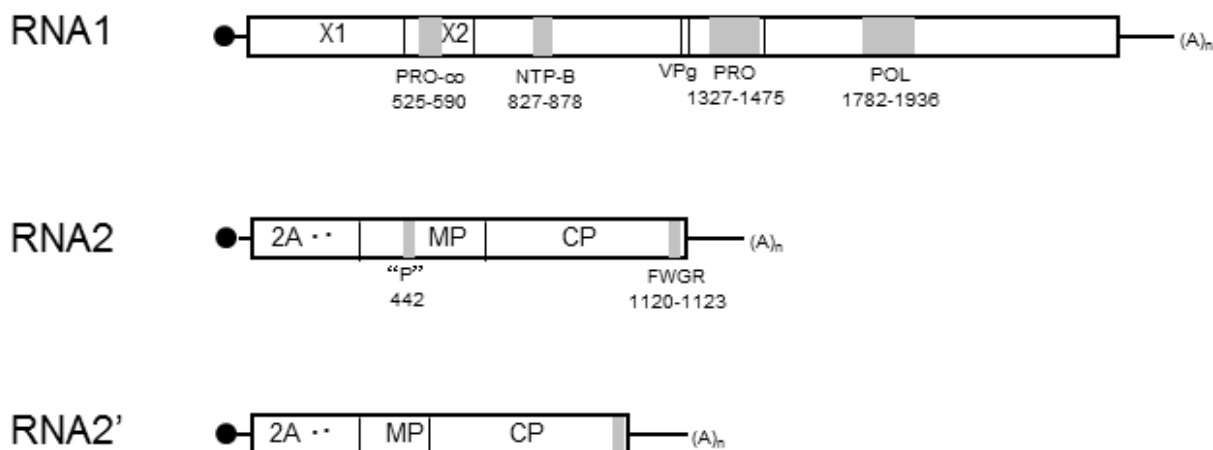 RNA1 X1 X2 (A)n
PRO-co NTP-B VPg PRO POL
525-590 827-878 1327-1475 1782-1936
RNA2 2A ·· MP CP (A)n
“P” FWGR
442 1120-1123
RNA2’ 2A ·· MP CP (A)n